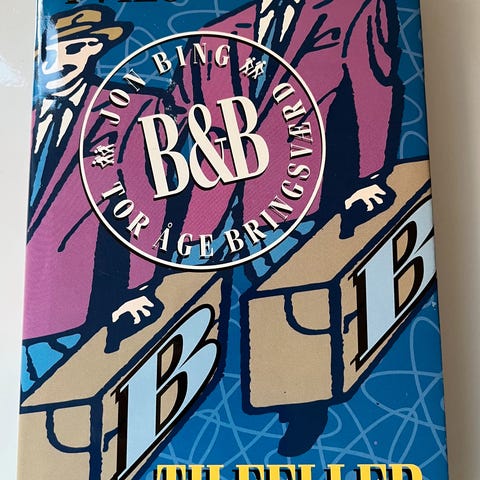 JON BING
B&B
TOR ÅGE BRINGSVÆRD
B
B
TILFELLER